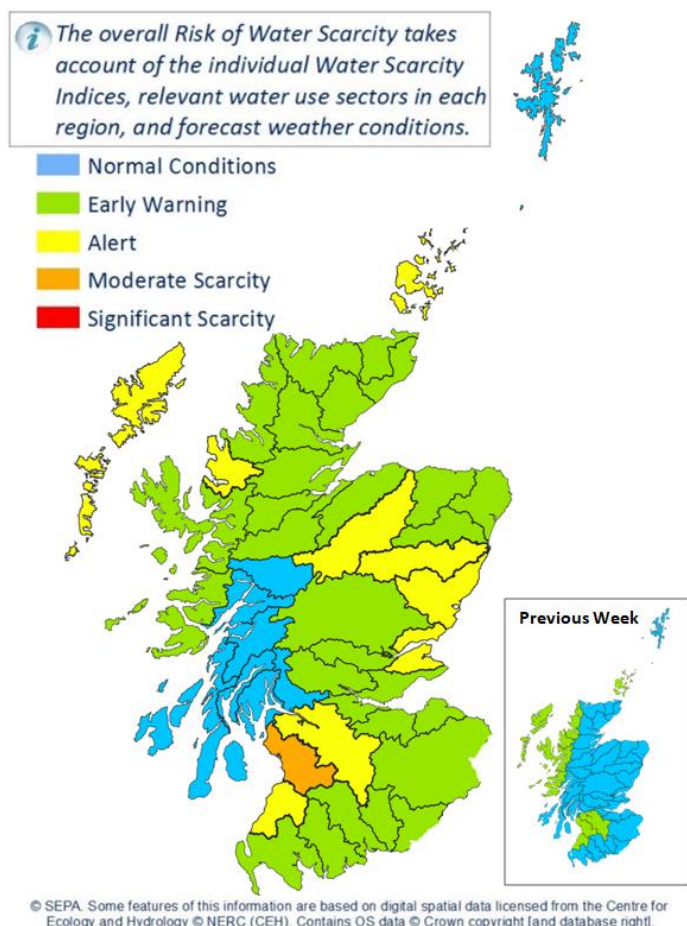 The overall Risk of Water Scarcity takes
account of the individual Water Scarcity
Indices, relevant water use sectors in each
region, and forecast weather conditions.
Normal Conditions
Early Warning
Alert
Moderate Scarcity
Significant Scarcity
Previous Week
© SEPA. Some features of this information are based on digital spatial data licensed from the Centre for
Ecology and Hydrology © NERC (CEH). Contains OS data © Crown copyright [and database right].